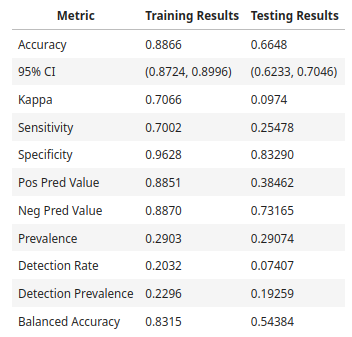 Metric Training Results Testing Results
Accuracy 0.8866 0.6648
95% CI (0.8724, 0.8996) (0.6233, 0.7046)
Kappa 0.7066 0.0974
Sensitivity 0.7002 0.25478
Specificity 0.9628 0.83290
Pos Pred Value 0.8851 0.38462
Neg Pred Value 0.8870 0.73165
Prevalence 0.2903 0.29074
Detection Rate 0.2032 0.07407
Detection Prevalence 0.2296 0.19259
Balanced Accuracy 0.8315 0.54384